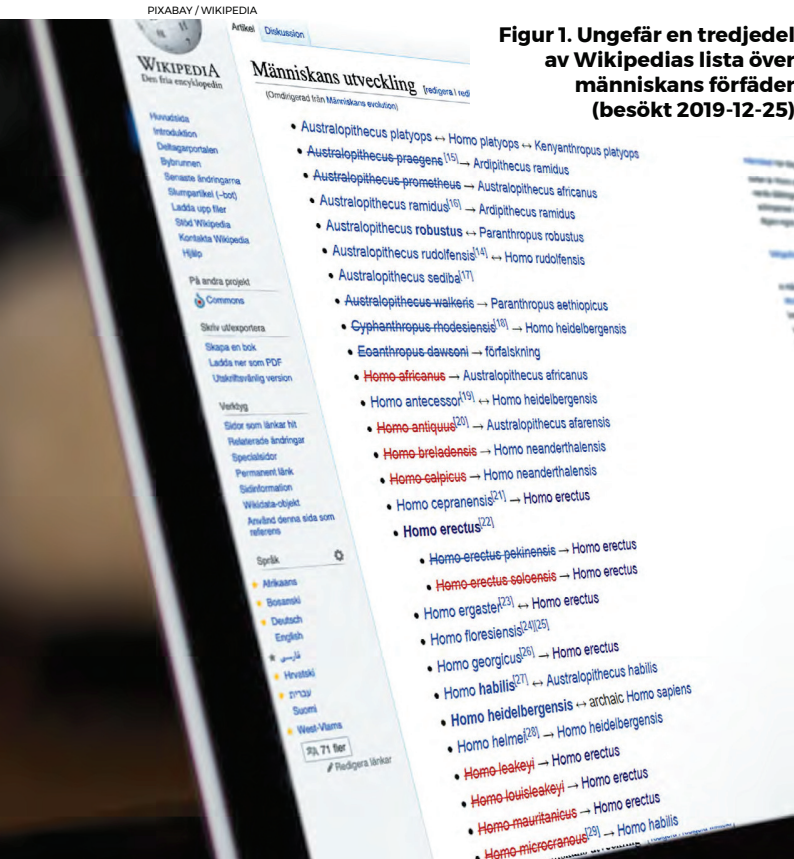 PIXABAY / WIKIPEDIA
Figur 1. Ungefär en tredjedel
av Wikipedias lista över
människans förfäder
(besökt 2019-12-25)
WIKIPEDIA
Den fria encyklopedin
Huvudsida
Introduktion
Deltagarportalen
Bybrunnen
Senaste ändringarna
Slumpartikel (–bot)
Ladda upp filer
Stöd Wikipedia
Kontakta Wikipedia
Hjälp
På andra projekt
Commons
Skriv ut/exportera
Skapa en bok
Ladda ner som PDF
Utskriftsvänlig version
Verktyg
Sidor som länkar hit
Relaterade ändringar
Specialsidor
Permanent länk
Sidinformation
Wikidata-objekt
Använd denna sida som
referens
Språk
Afrikaans
Bosanski
Deutsch
English
فارسی
Hrvatski
עברית
Suomi
West-Vlams
71 fler
Redigera länkar
Artikel Diskussion
Människans utveckling [redigera | redi
(Omdirigerad från Människans evolution)
• Australopithecus platyops ↔ Homo platyops ↔ Kenyanthropus platyops
• Australopithecus praegens[15] → Ardipithecus ramidus
• Australopithecus prometheus → Australopithecus africanus
• Australopithecus ramidus[16] → Ardipithecus ramidus
• Australopithecus robustus ↔ Paranthropus robustus
• Australopithecus rudolfensis[14] ↔ Homo rudolfensis
• Australopithecus sediba[17]
• Australopithecus walkeris → Paranthropus aethiopicus
• Cyphanthropus rhodesiensis[18] → Homo heidelbergensis
• Eoanthropus dawsoni → förfalskning
• Homo africanus → Australopithecus africanus
• Homo antecessor[19] ↔ Homo heidelbergensis
• Homo antiquus[20] → Australopithecus afarensis
• Homo breladensis → Homo neanderthalensis
• Homo calpicus → Homo neanderthalensis
• Homo cepranensis[21] → Homo erectus
• Homo erectus[22]
• Homo erectus pekinensis → Homo erectus
• Homo erectus soloensis → Homo erectus
• Homo ergaster[23] ↔ Homo erectus
• Homo floresiensis[24][25]
• Homo georgicus[26] → Homo erectus
• Homo habilis[27] ↔ Australopithecus habilis
• Homo heidelbergensis ↔ archaic Homo sapiens
• Homo helmei[28] → Homo heidelbergensis
• Homo leakeyi → Homo erectus
• Homo louisleakeyi → Homo erectus
• Homo mauritanicus → Homo erectus
• Homo microcranous[29] → Homo habilis